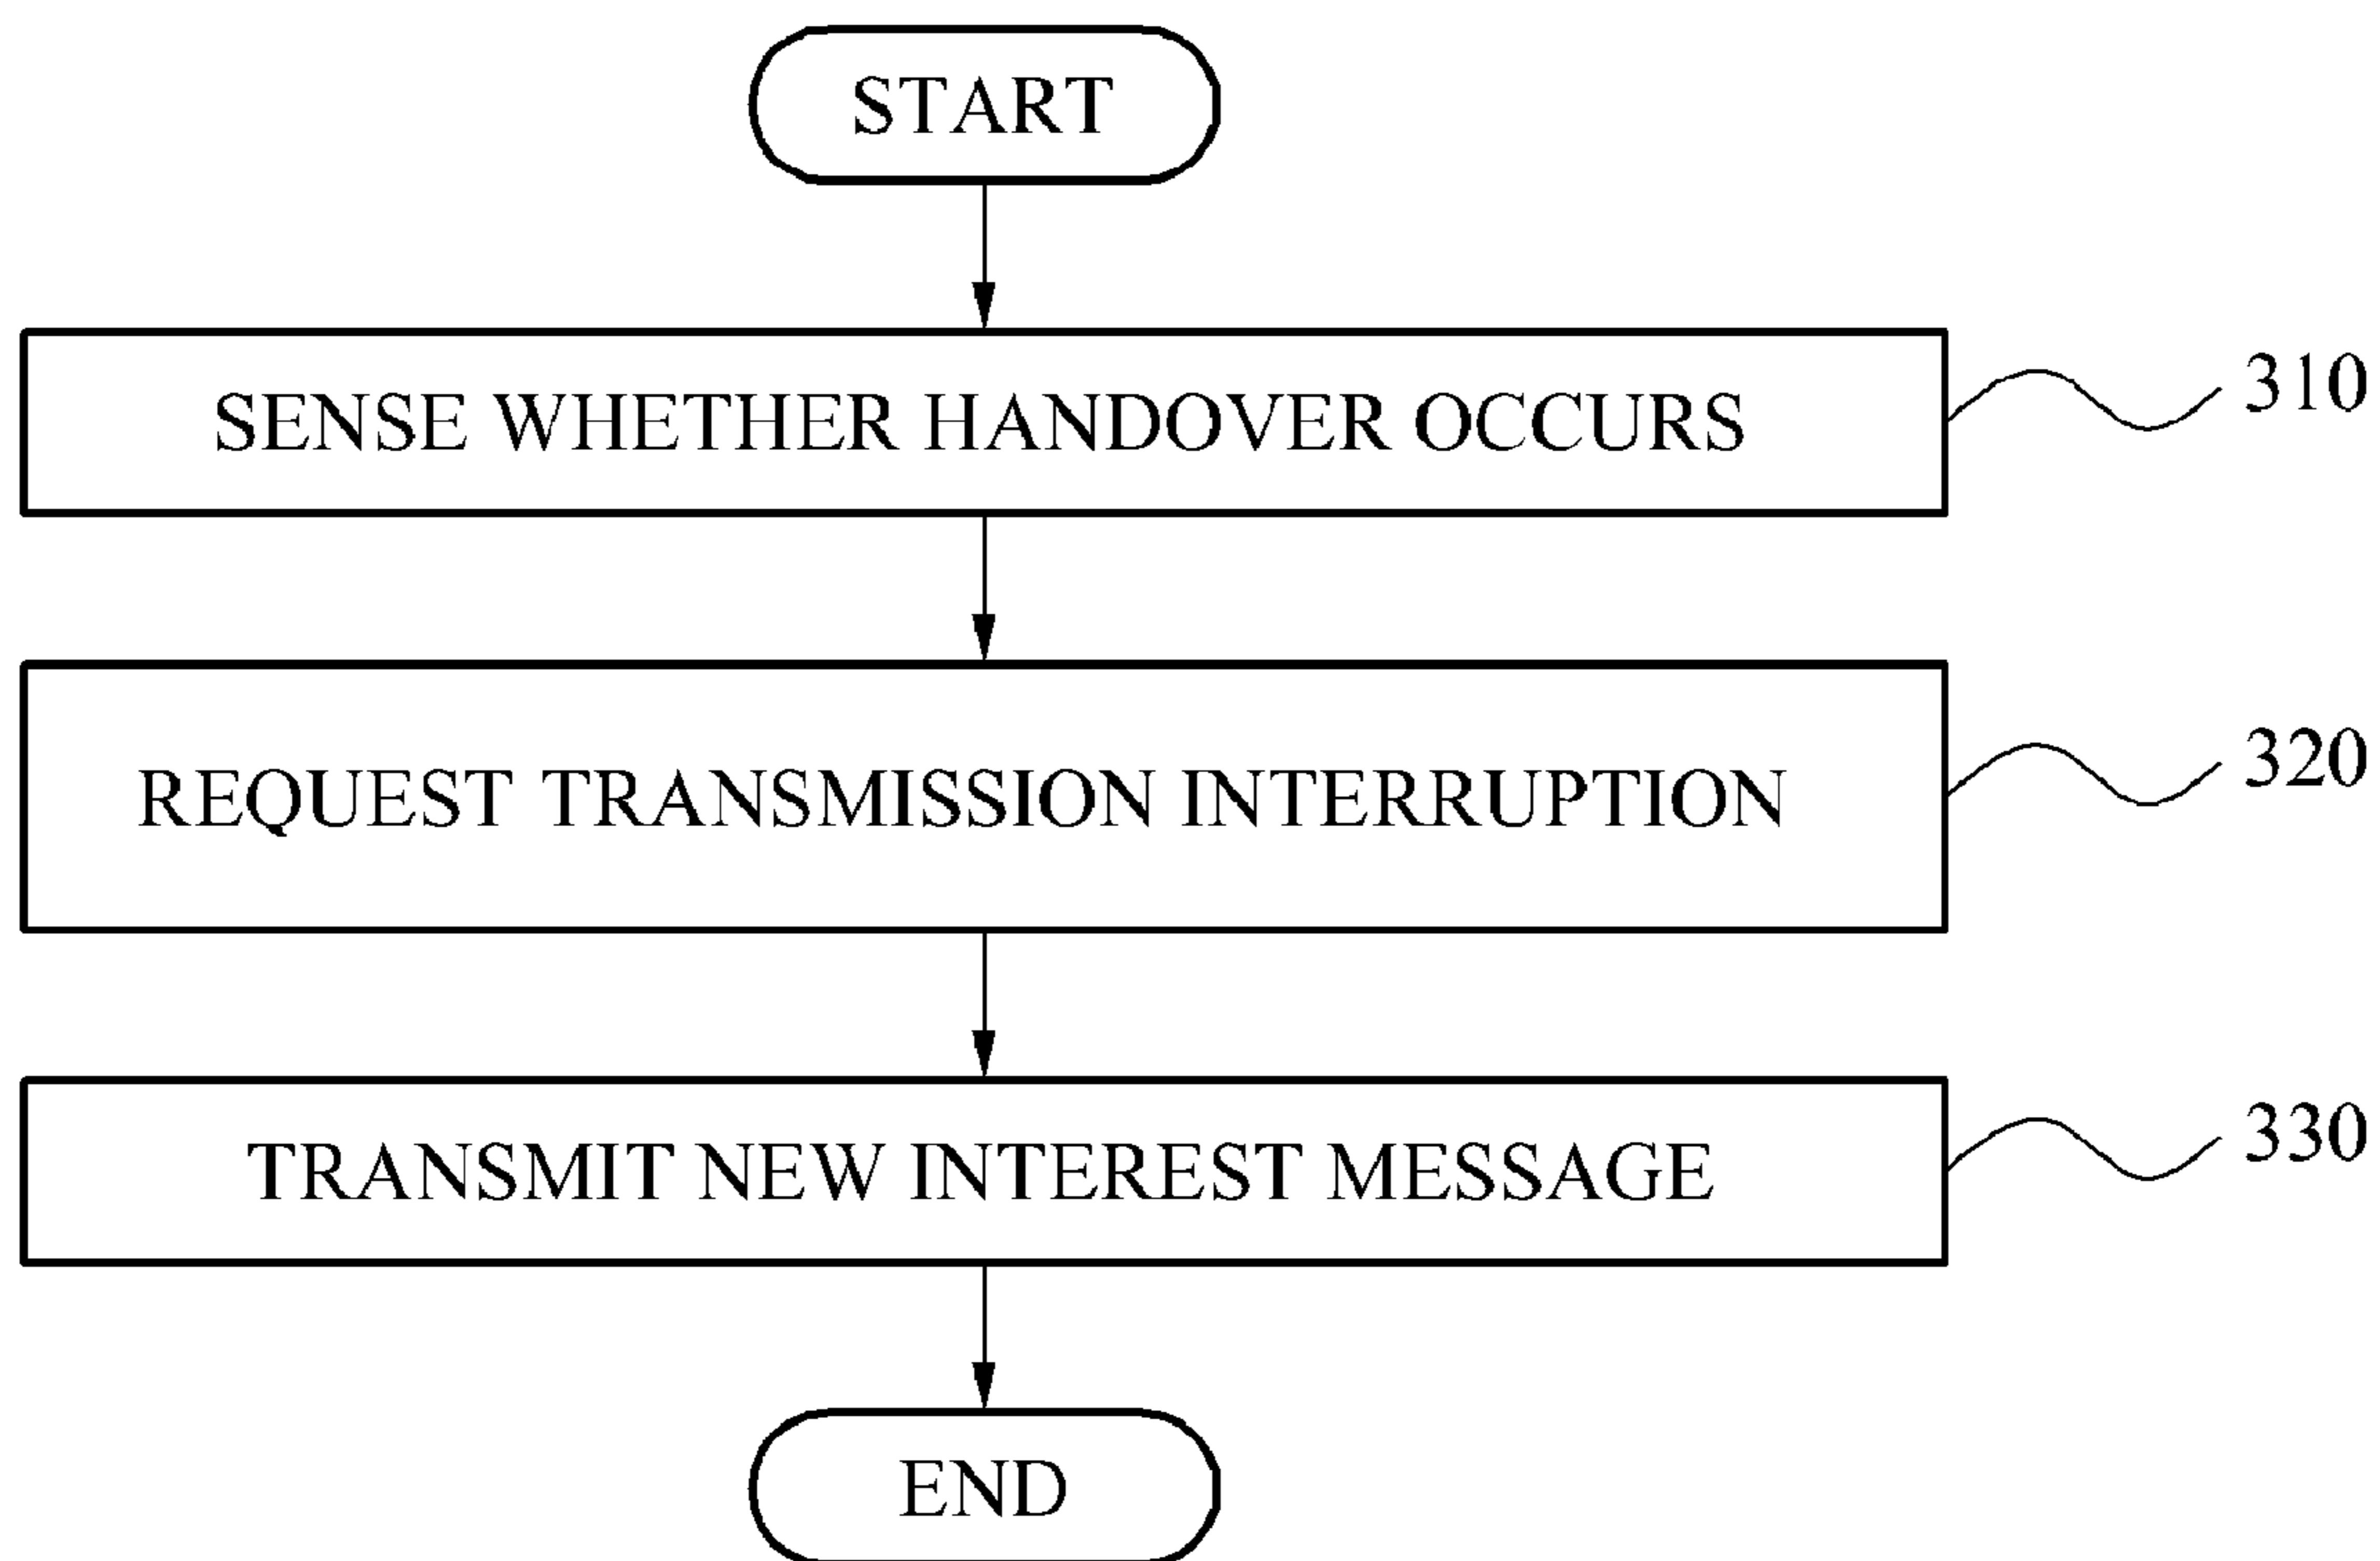 START
SENSE WHETHER HANDOVER OCCURS
310
REQUEST TRANSMISSION INTERRUPTION
320
TRANSMIT NEW INTEREST MESSAGE
330
END